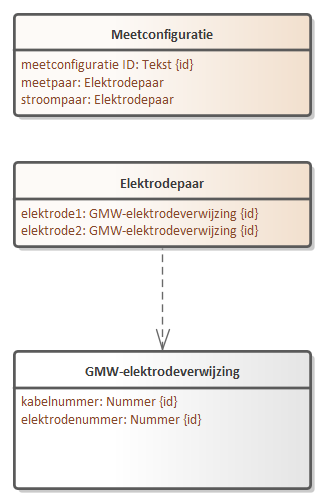 Meetconfiguratie
meetconfiguratie ID: Tekst {id}
meetpaar: Elektrodepaar
stroompaar: Elektrodepaar
Elektrodepaar
elektrode1: GMW-elektrodeverwijzing {id}
elektrode2: GMW-elektrodeverwijzing {id}
GMW-elektrodeverwijzing
kabelnummer: Nummer {id}
elektrodenummer: Nummer {id}